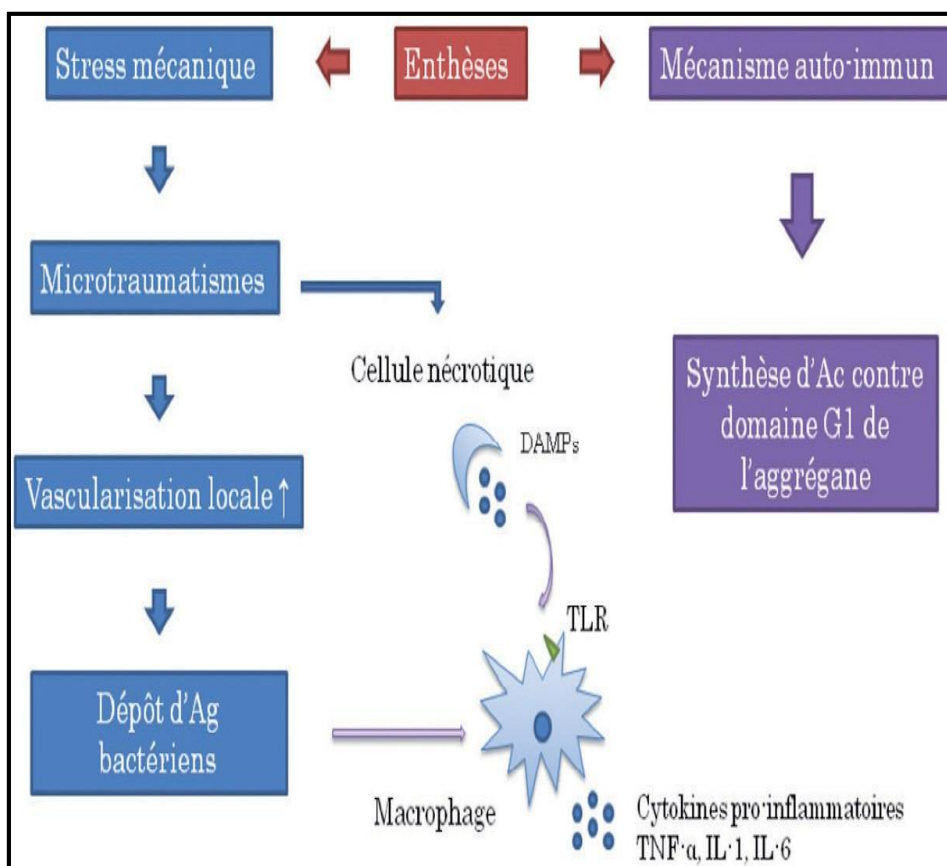 Stress mécanique
Enthèses
Mécanisme auto-immun
Microtraumatismes
Cellule nécrotique
DAMPs
Synthèse d'Ac contre
domaine G1 de
l'aggrégane
Vascularisation locale ↑
TLR
Dépôt d'Ag
bactériens
Macrophage
Cytokines pro-inflammatoires
TNF-α, IL-1, IL-6